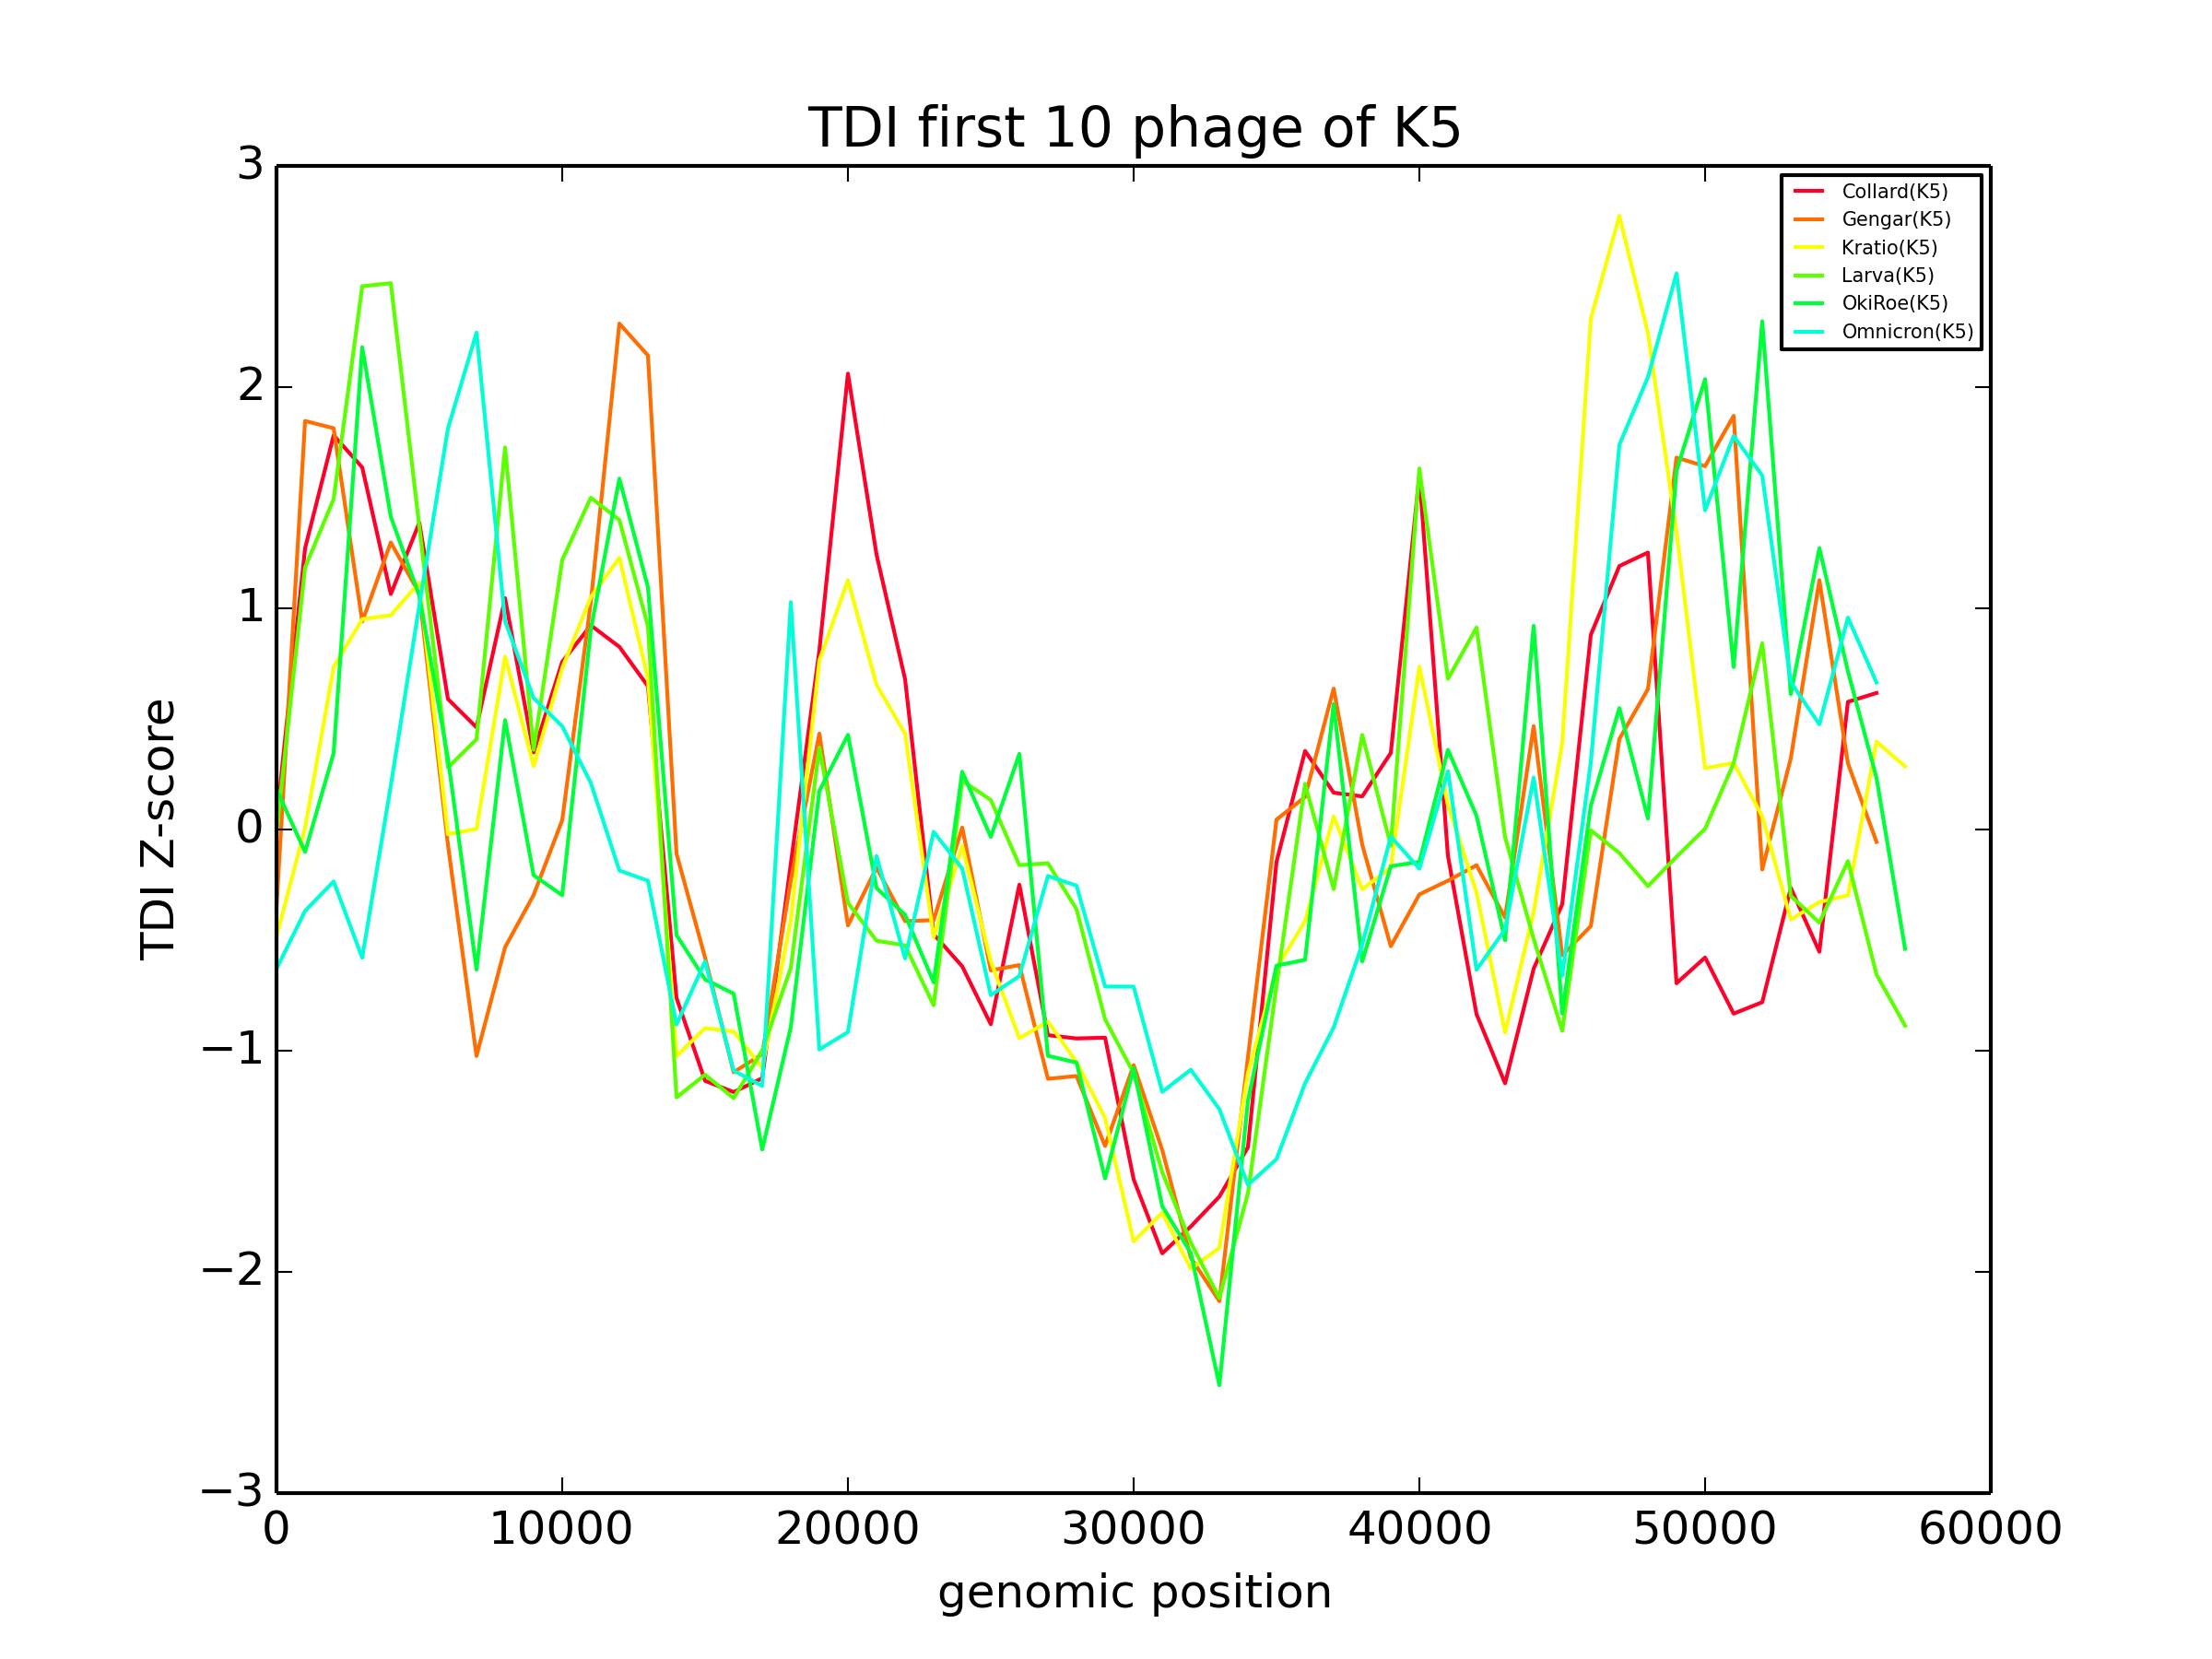 TDI first 10 phage of K5
3
2
1
0
−1
−2
−3
TDI Z-score
Collard(K5)
Gengar(K5)
Kratio(K5)
Larva(K5)
OkiRoe(K5)
Omnicron(K5)
0 10000 20000 30000 40000 50000 60000
genomic position